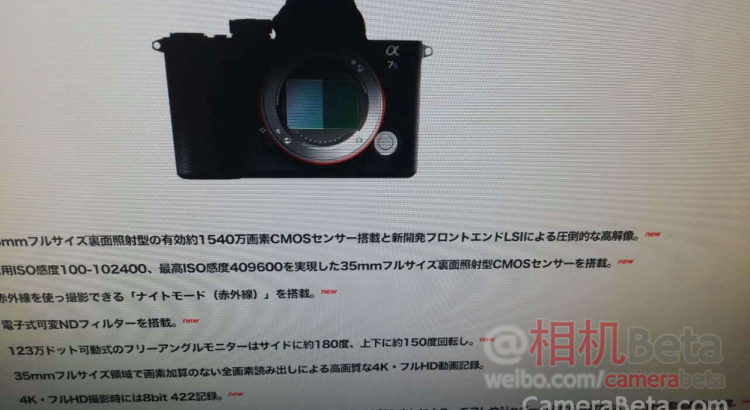 α
7s
mmフルサイズ裏面照射型の有効約1540万画素CMOSセンサー搭載と新開発フロントエンドLSIによる圧倒的な高解像。new
用ISO感度100-102400、最高ISO感度409600を実現した35mmフルサイズ裏面照射型CMOSセンサーを搭載。new
赤外線を使っ撮影できる「ナイトモード（赤外線）」を搭載。new
電子式可変NDフィルターを搭載。new
123万ドット可動式のフリーアングルモニターはサイドに約180度、上下に約150度回転し。new
35mmフルサイズ領域で画素加算のない全画素読み出しによる高画質な4K・フルHD動画記録。
4K・フルHD撮影時には8bit 422記録。new
@相机Beta
weibo.com/camerabeta
CameraBeta.com